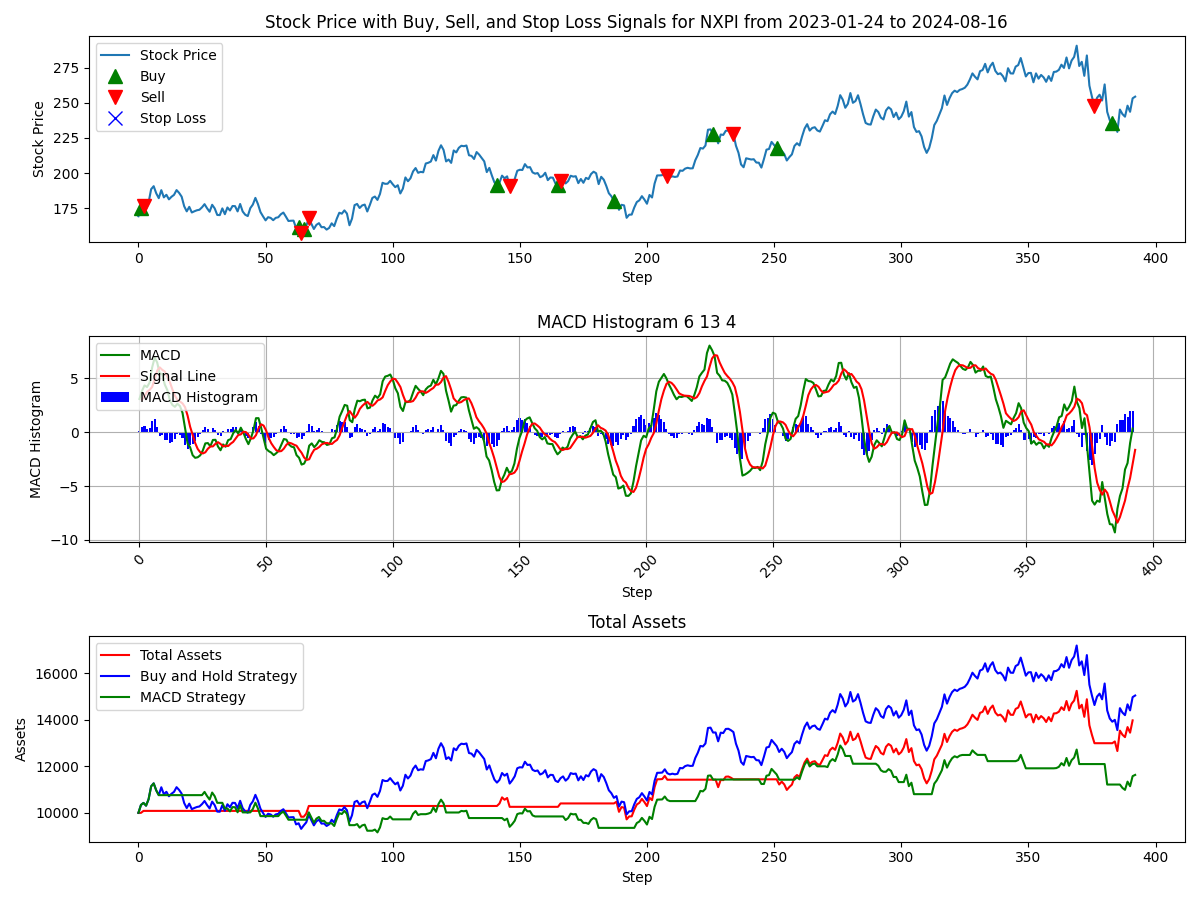 Stock Price with Buy, Sell, and Stop Loss Signals for NXPI from 2023-01-24 to 2024-08-16
Stock Price
275
250
225
200
175
Stock Price
Buy
Sell
Stop Loss
0 50 100 150 200 250 300 350 400
Step
MACD Histogram 6 13 4
MACD Histogram
5
0
−5
−10
MACD
Signal Line
MACD Histogram
0 50 100 150 200 250 300 350 400
Step
Total Assets
Assets
16000
14000
12000
10000
Total Assets
Buy and Hold Strategy
MACD Strategy
0 50 100 150 200 250 300 350 400
Step